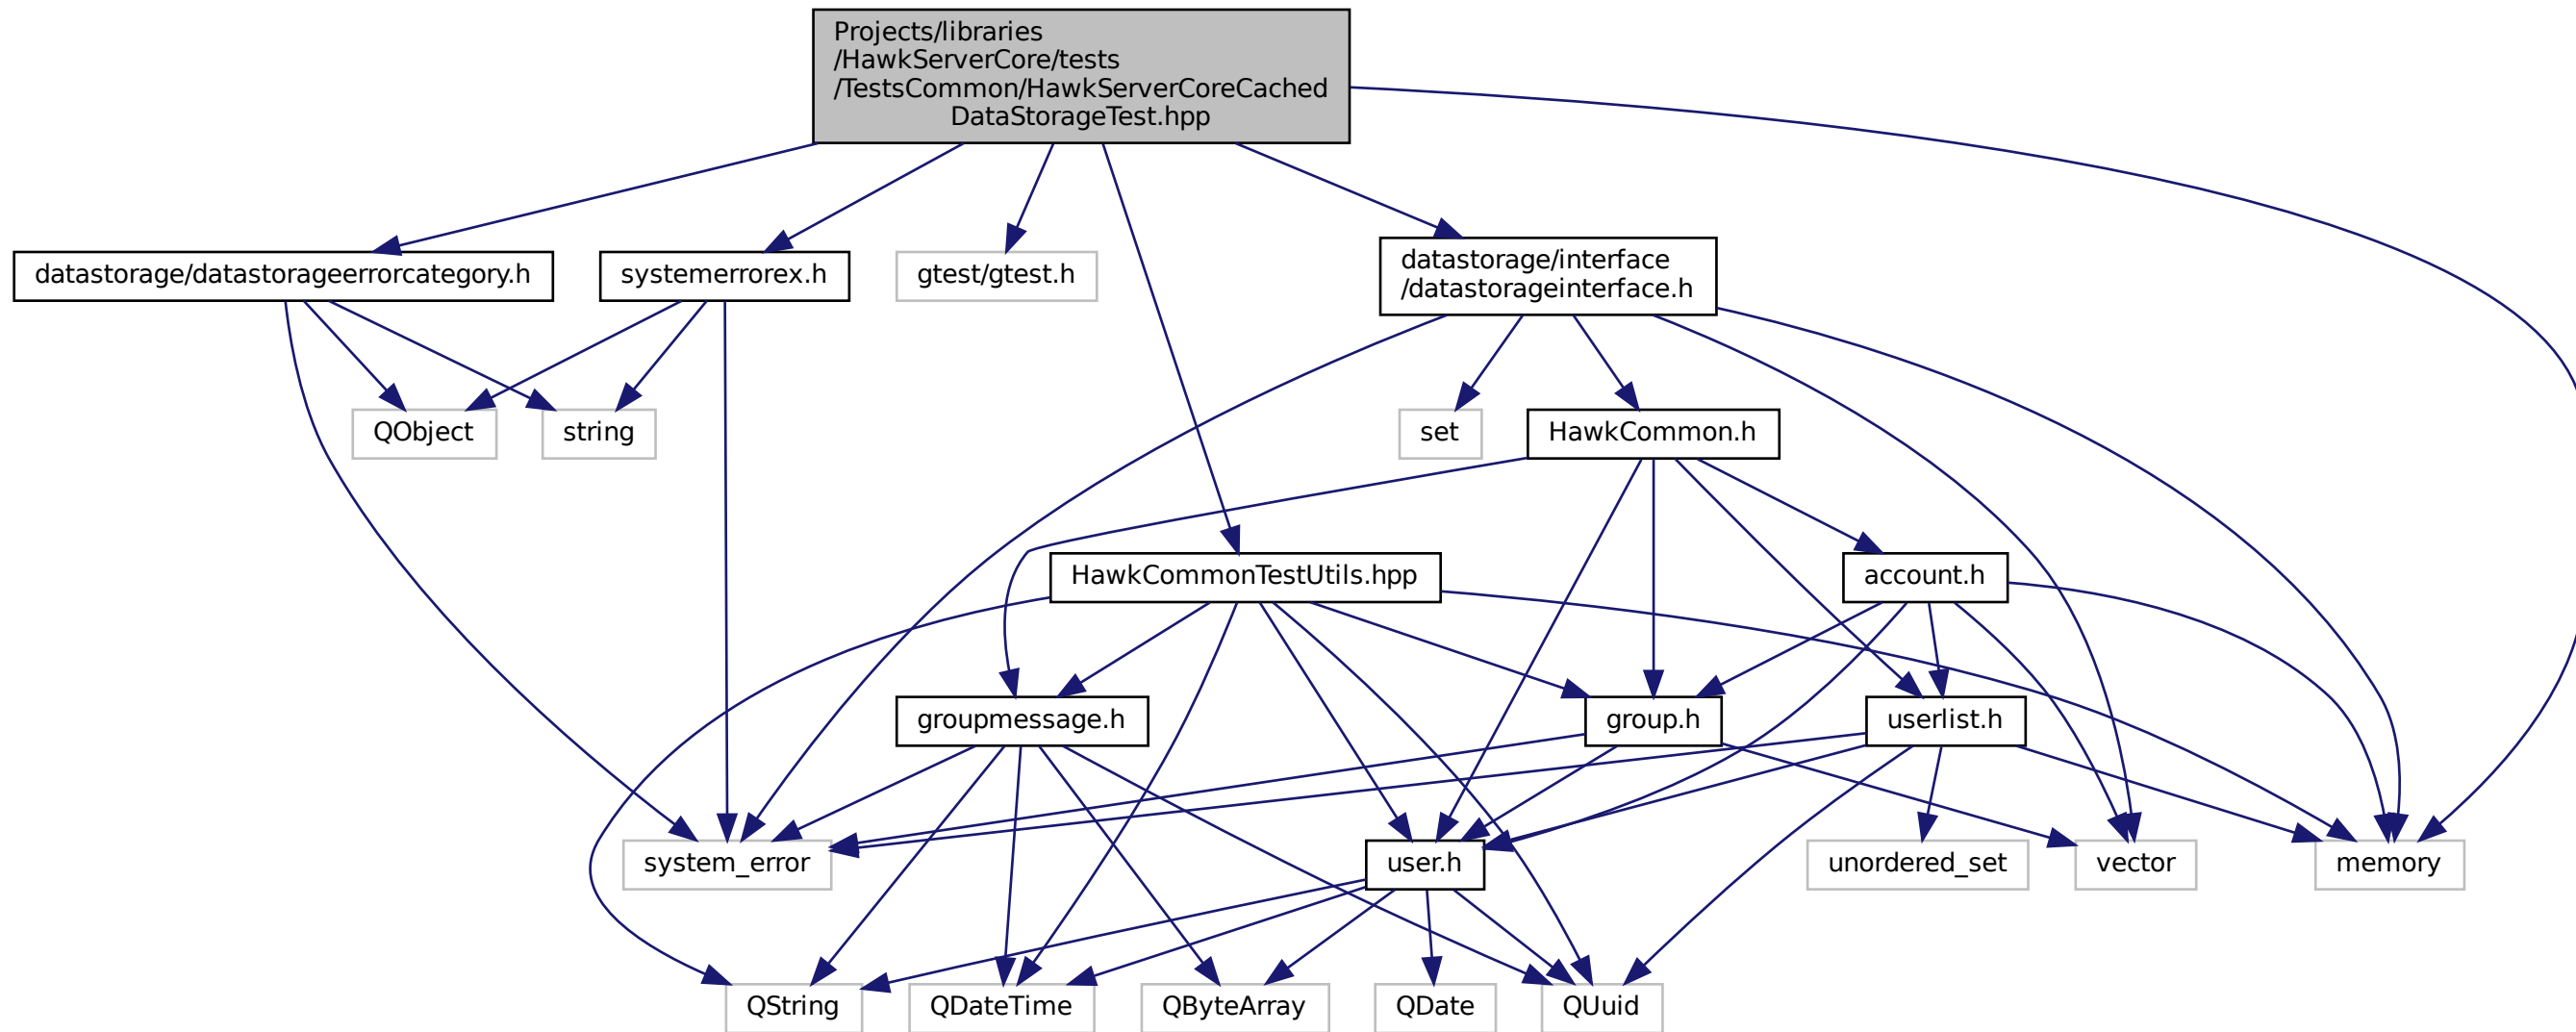 Projects/libraries
/HawkServerCore/tests
/TestsCommon/HawkServerCoreCached
DataStorageTest.hpp
datastorage/datastorageerrorcategory.h
systemerrorex.h
gtest/gtest.h
datastorage/interface
/datastorageinterface.h
QObject
string
set
HawkCommon.h
HawkCommonTestUtils.hpp
account.h
groupmessage.h
group.h
userlist.h
system_error
user.h
unordered_set
vector
memory
QString
QDateTime
QByteArray
QDate
QUuid